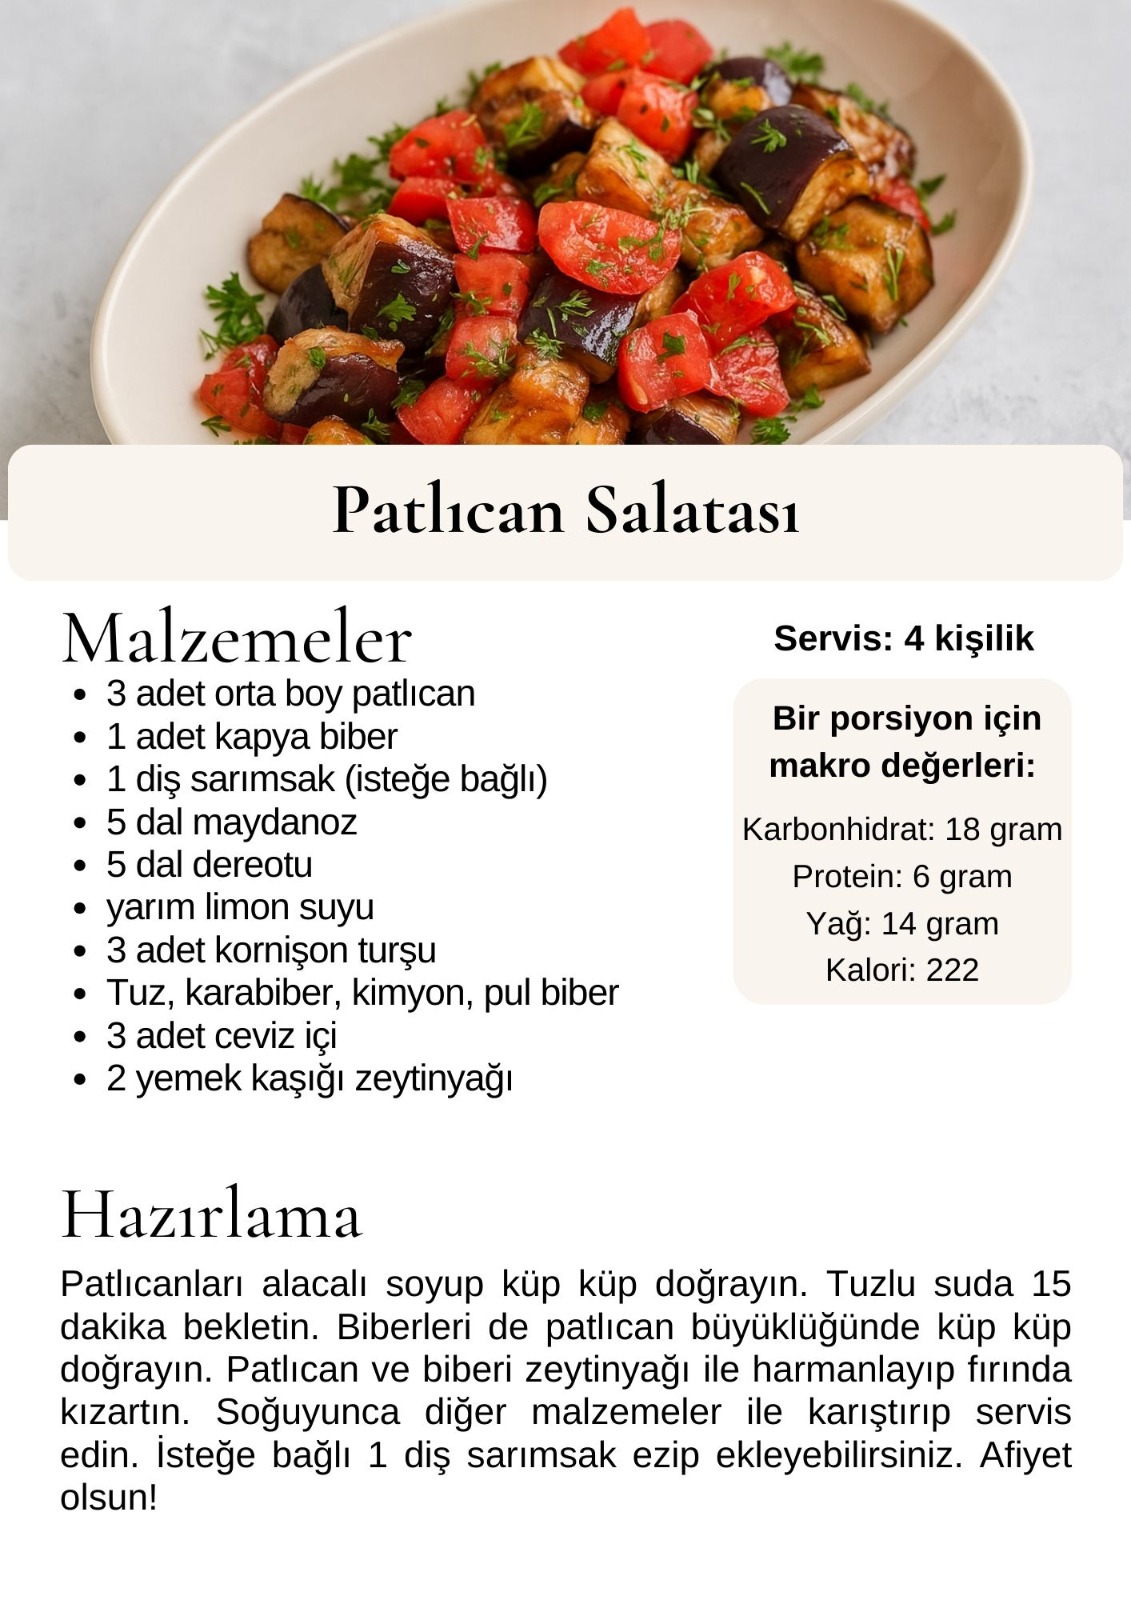 Patlıcan Salatası
Malzemeler
• 3 adet orta boy patlıcan
• 1 adet kapya biber
• 1 diş sarımsak (isteğe bağlı)
• 5 dal maydanoz
• 5 dal dereotu
• yarım limon suyu
• 3 adet kornişon turşu
• Tuz, karabiber, kimyon, pul biber
• 3 adet ceviz içi
• 2 yemek kaşığı zeytinyağı
Servis: 4 kişilik
Bir porsiyon için
makro değerleri:
Karbonhidrat: 18 gram
Protein: 6 gram
Yağ: 14 gram
Kalori: 222
Hazırlama
Patlıcanları alacalı soyup küp küp doğrayın. Tuzlu suda 15
dakika bekletin. Biberleri de patlıcan büyüklüğünde küp küp
doğrayın. Patlıcan ve biberi zeytinyağı ile harmanlayıp fırında
kızartın. Soğuyunca diğer malzemeler ile karıştırıp servis
edin. İsteğe bağlı 1 diş sarımsak ezip ekleyebilirsiniz. Afiyet
olsun!